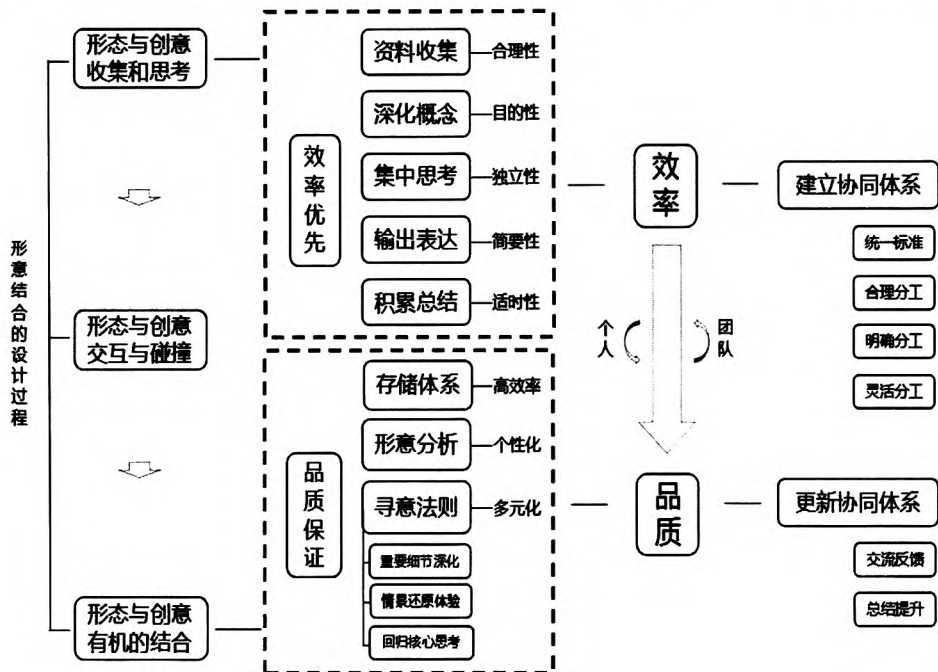 形意结合的设计过程
形态与创意
收集和思考
形态与创意
交互与碰撞
形态与创意
有机的结合
效率优先
资料收集
合理性
深化概念
目的性
集中思考
独立性
输出表达
简要性
积累总结
适时性
品质保证
存储体系
高效率
形意分析
个性化
寻意法则
多元化
重要细节深化
情景还原体验
回归核心思考
效率
个人
团队
品质
建立协同体系
统一标准
合理分工
明确分工
灵活分工
更新协同体系
交流反馈
总结提升